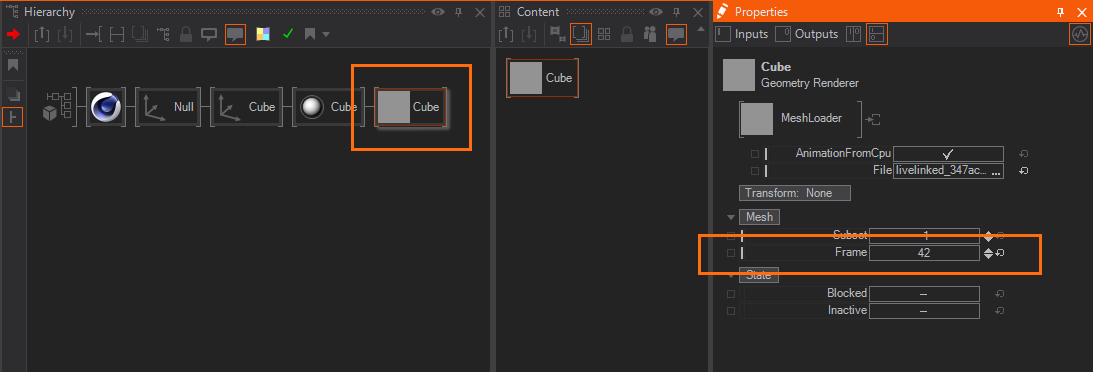 Hierarchy
Null
Cube
Cube
Cube
Content
Cube
Properties
Inputs
Outputs
Cube
Geometry Renderer
MeshLoader
AnimationFromCpu
File
livelinked_347ac... ...
Transform: None
Mesh
Subset
-1
Frame
42
State
Blocked
--
Inactive
--